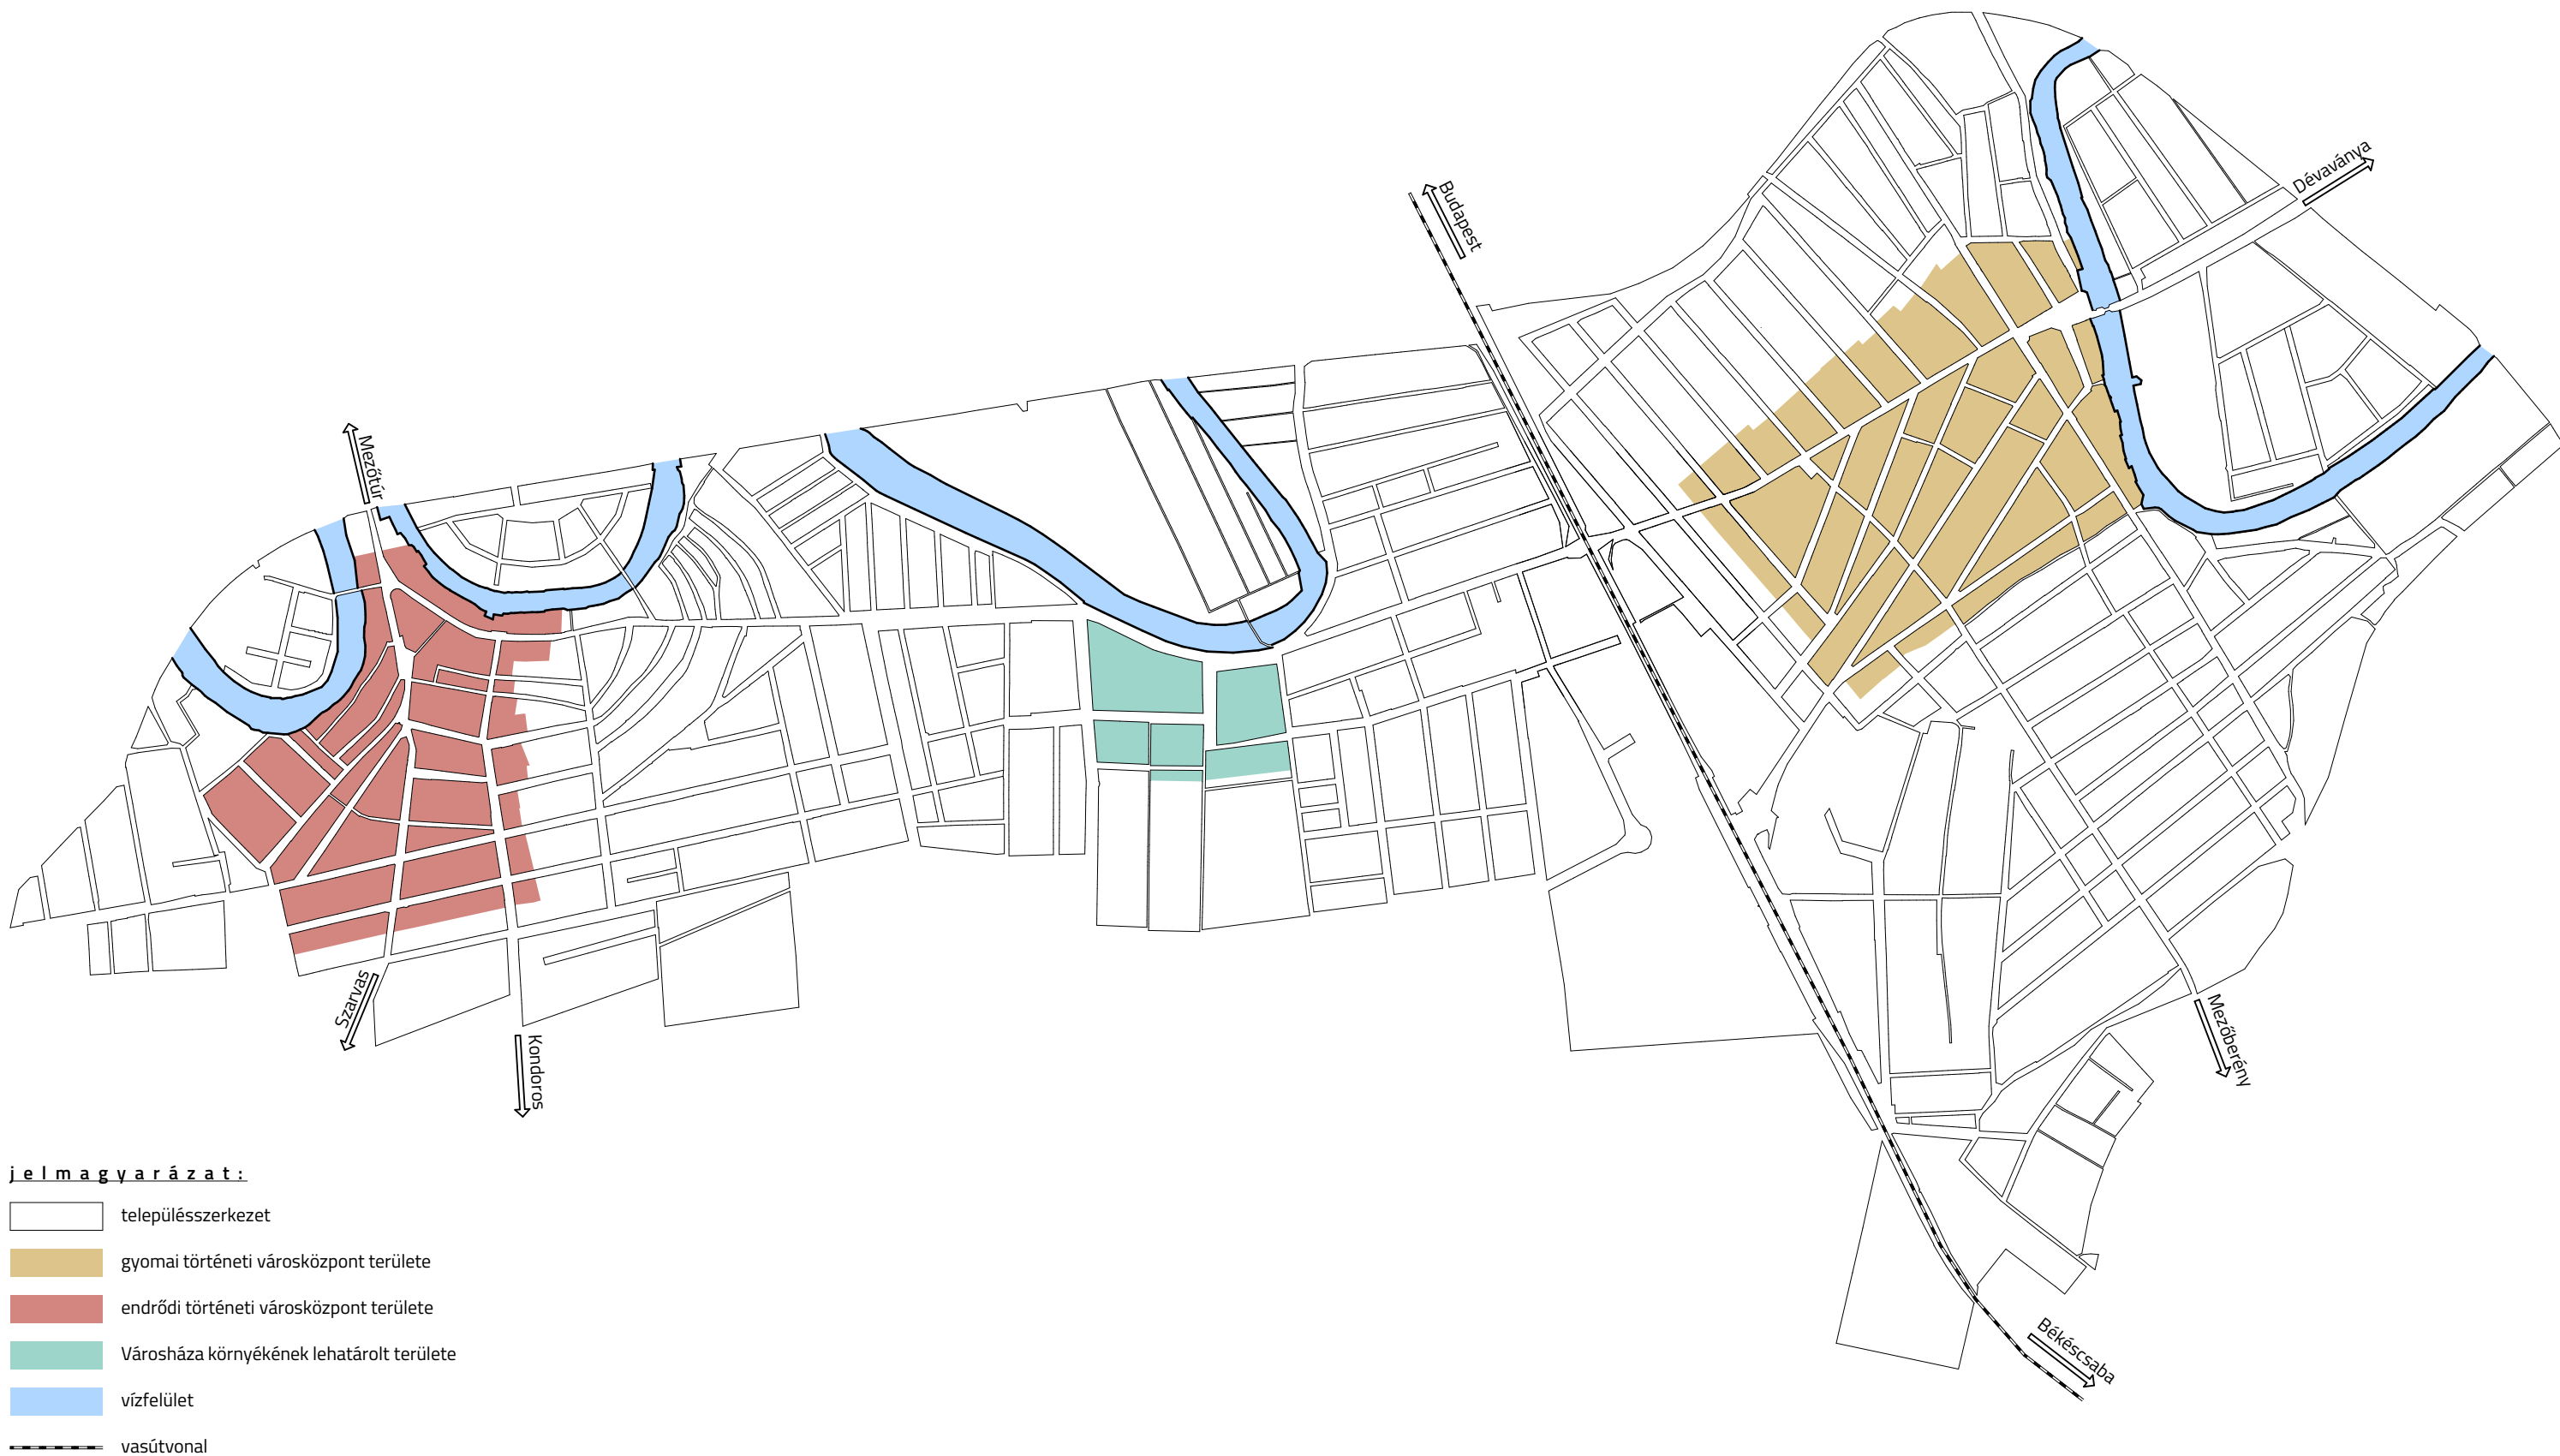 Dévaványa
Budapest
Mezőtúr
Szarvas
Kondoros
Mezőberény
Békéscsaba
jelmagyarázat:
településszerkezet
gyomai történeti városközpont területe
endrődi történeti városközpont területe
Városháza környékének lehatárolt területe
vízfelület
vasútvonal